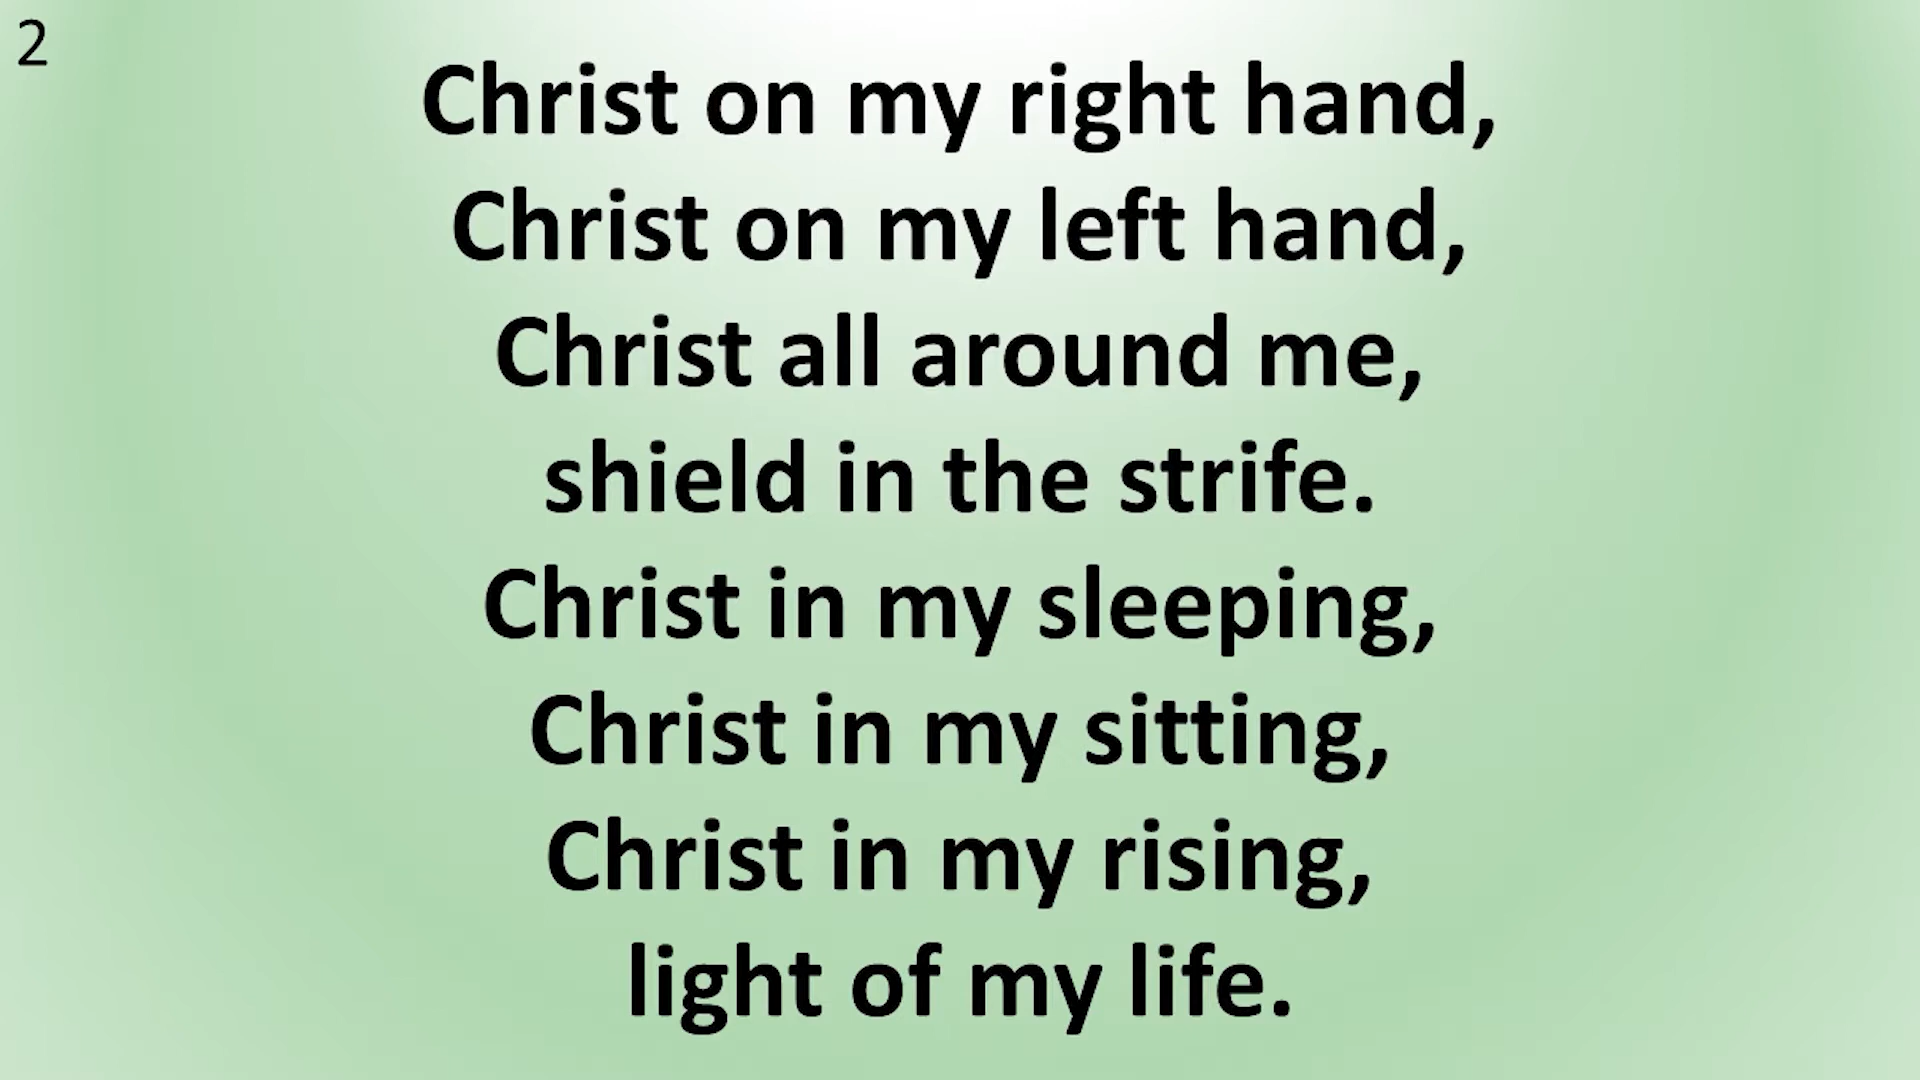 2
Christ on my right hand,
Christ on my left hand,
Christ all around me,
shield in the strife.
Christ in my sleeping,
Christ in my sitting,
Christ in my rising,
light of my life.